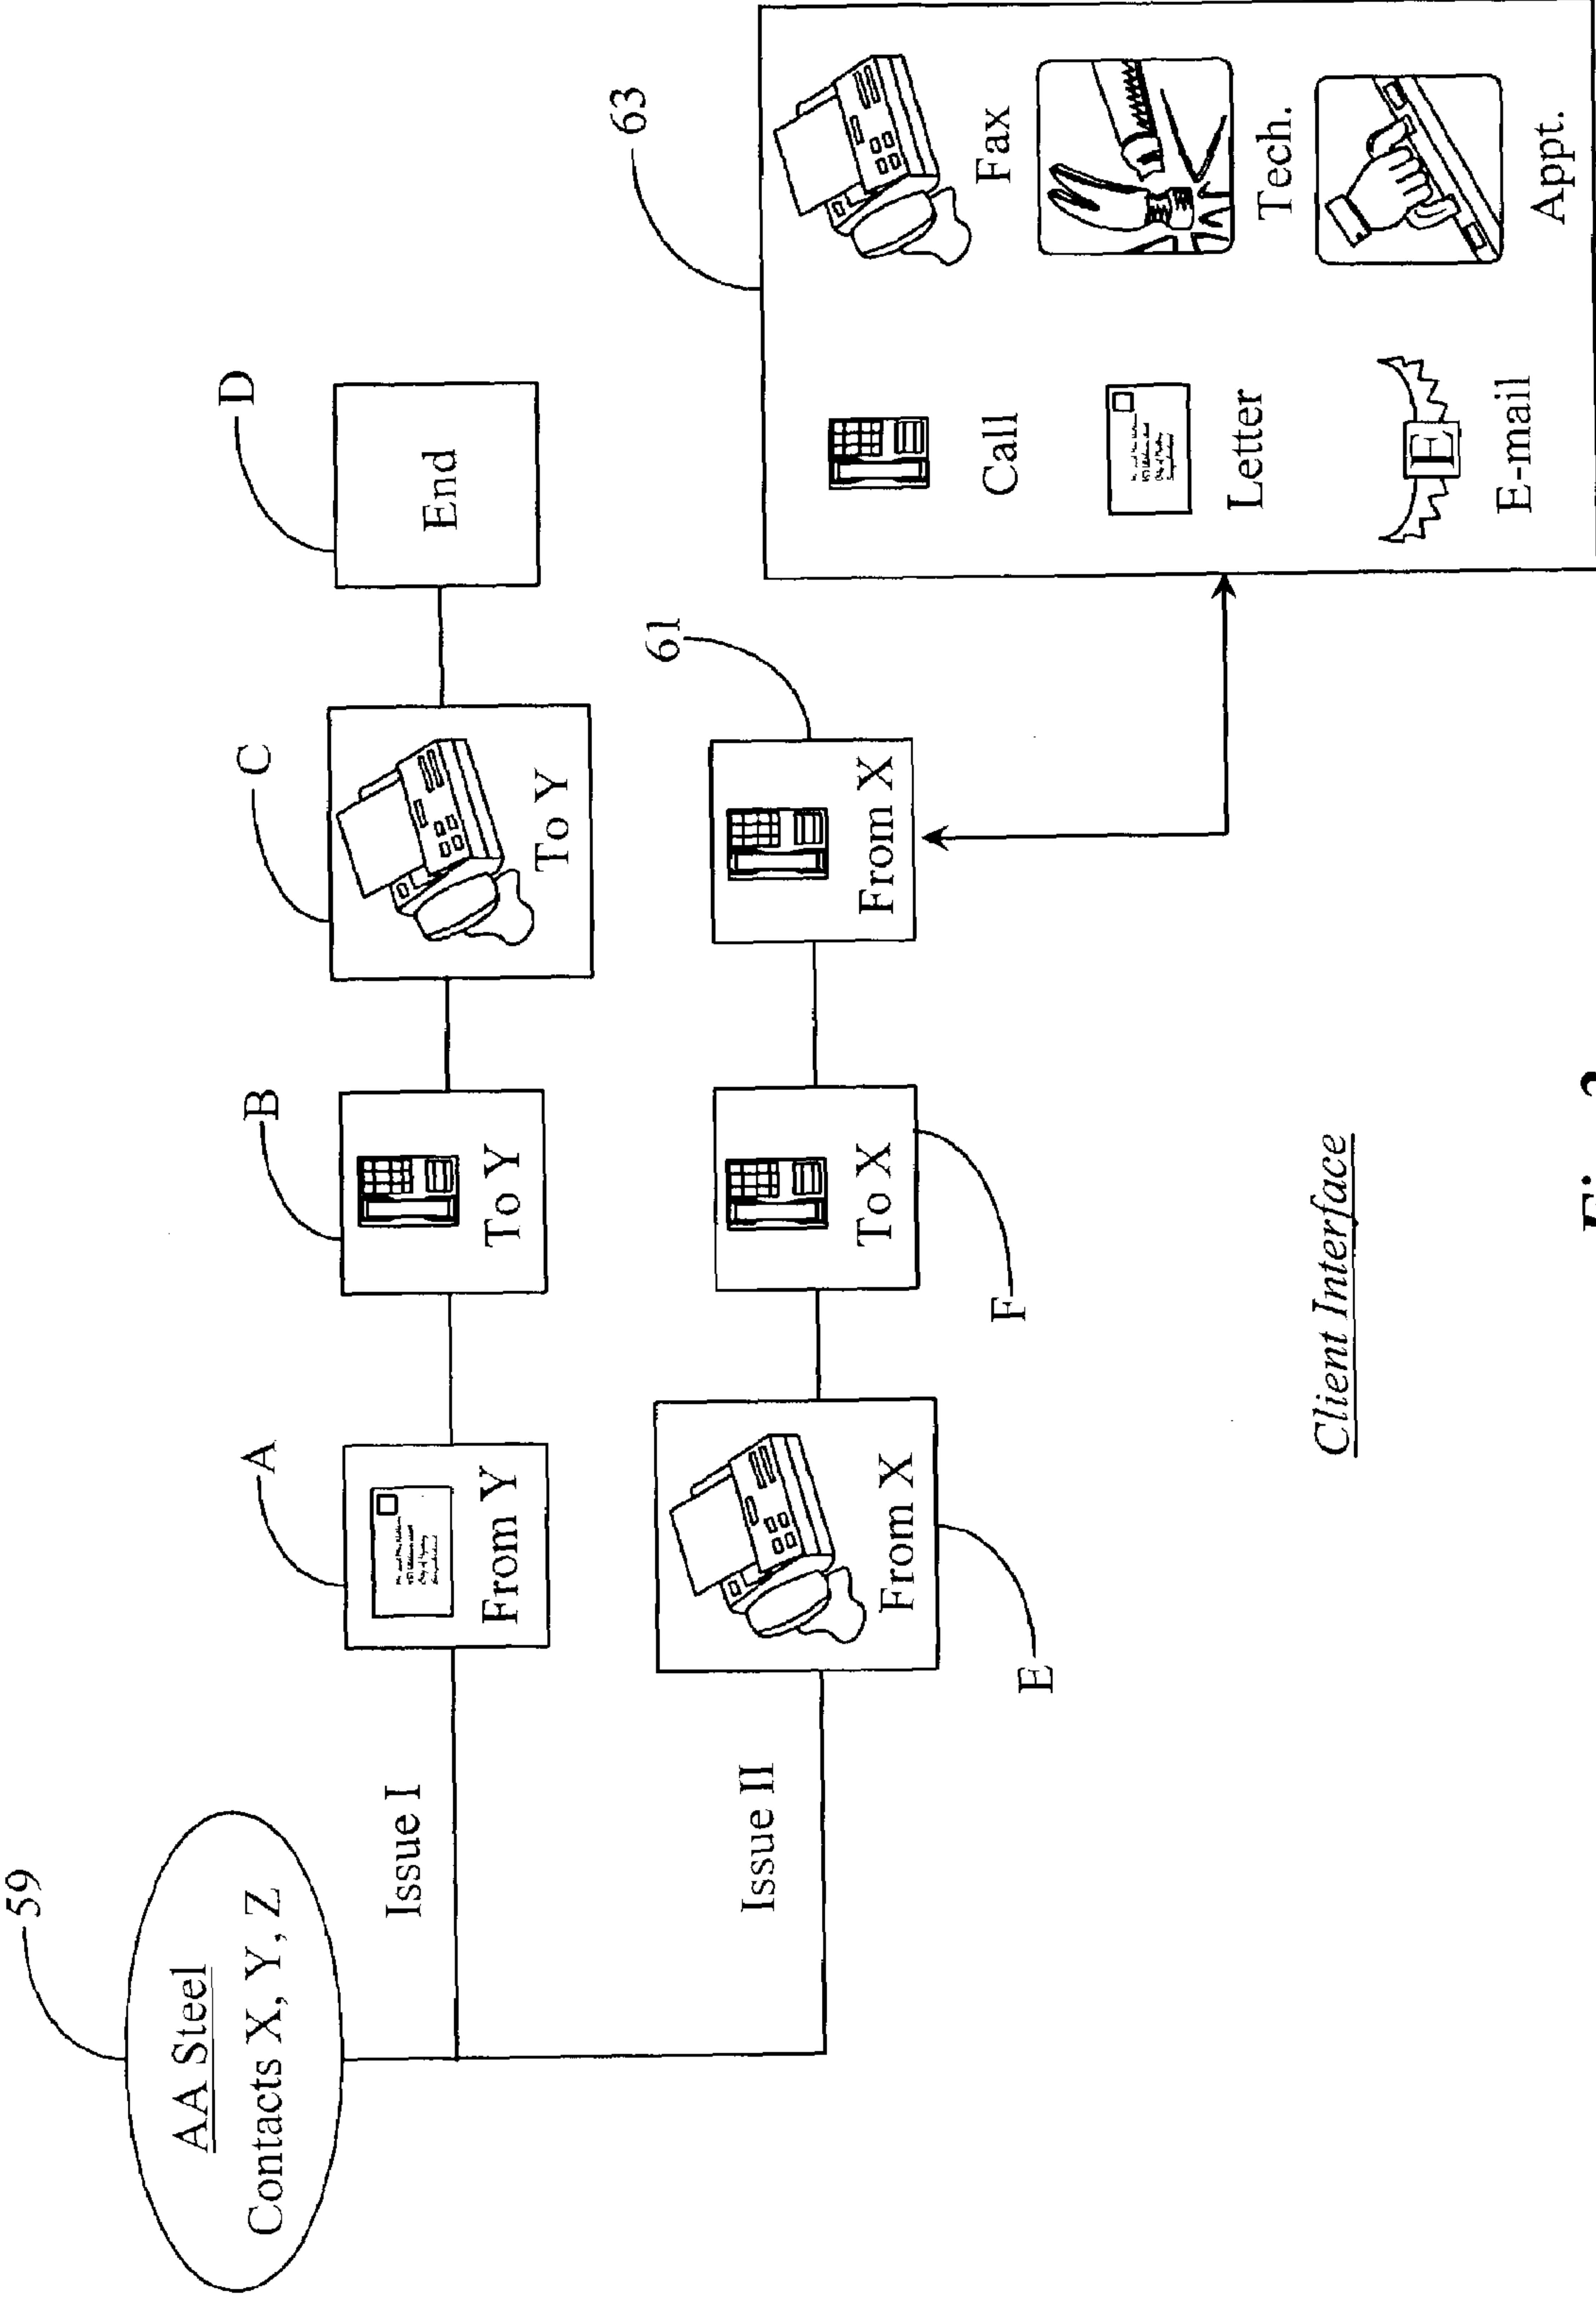 59
AA Steel
Contacts X, Y, Z
Issue I
A
From Y
B
To Y
C
To Y
D
End
Issue II
E
From X
F
To X
61
From X
63
Call
Fax
Letter
Tech.
E
E-mail
Appt.
Client Interface